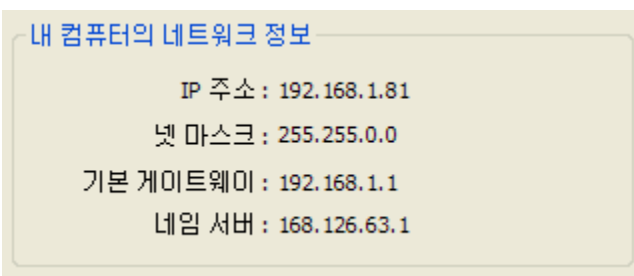 내 컴퓨터의 네트워크 정보
IP 주소 : 192.168.1.81
넷 마스크 : 255.255.0.0
기본 게이트웨이 : 192.168.1.1
네임 서버 : 168.126.63.1